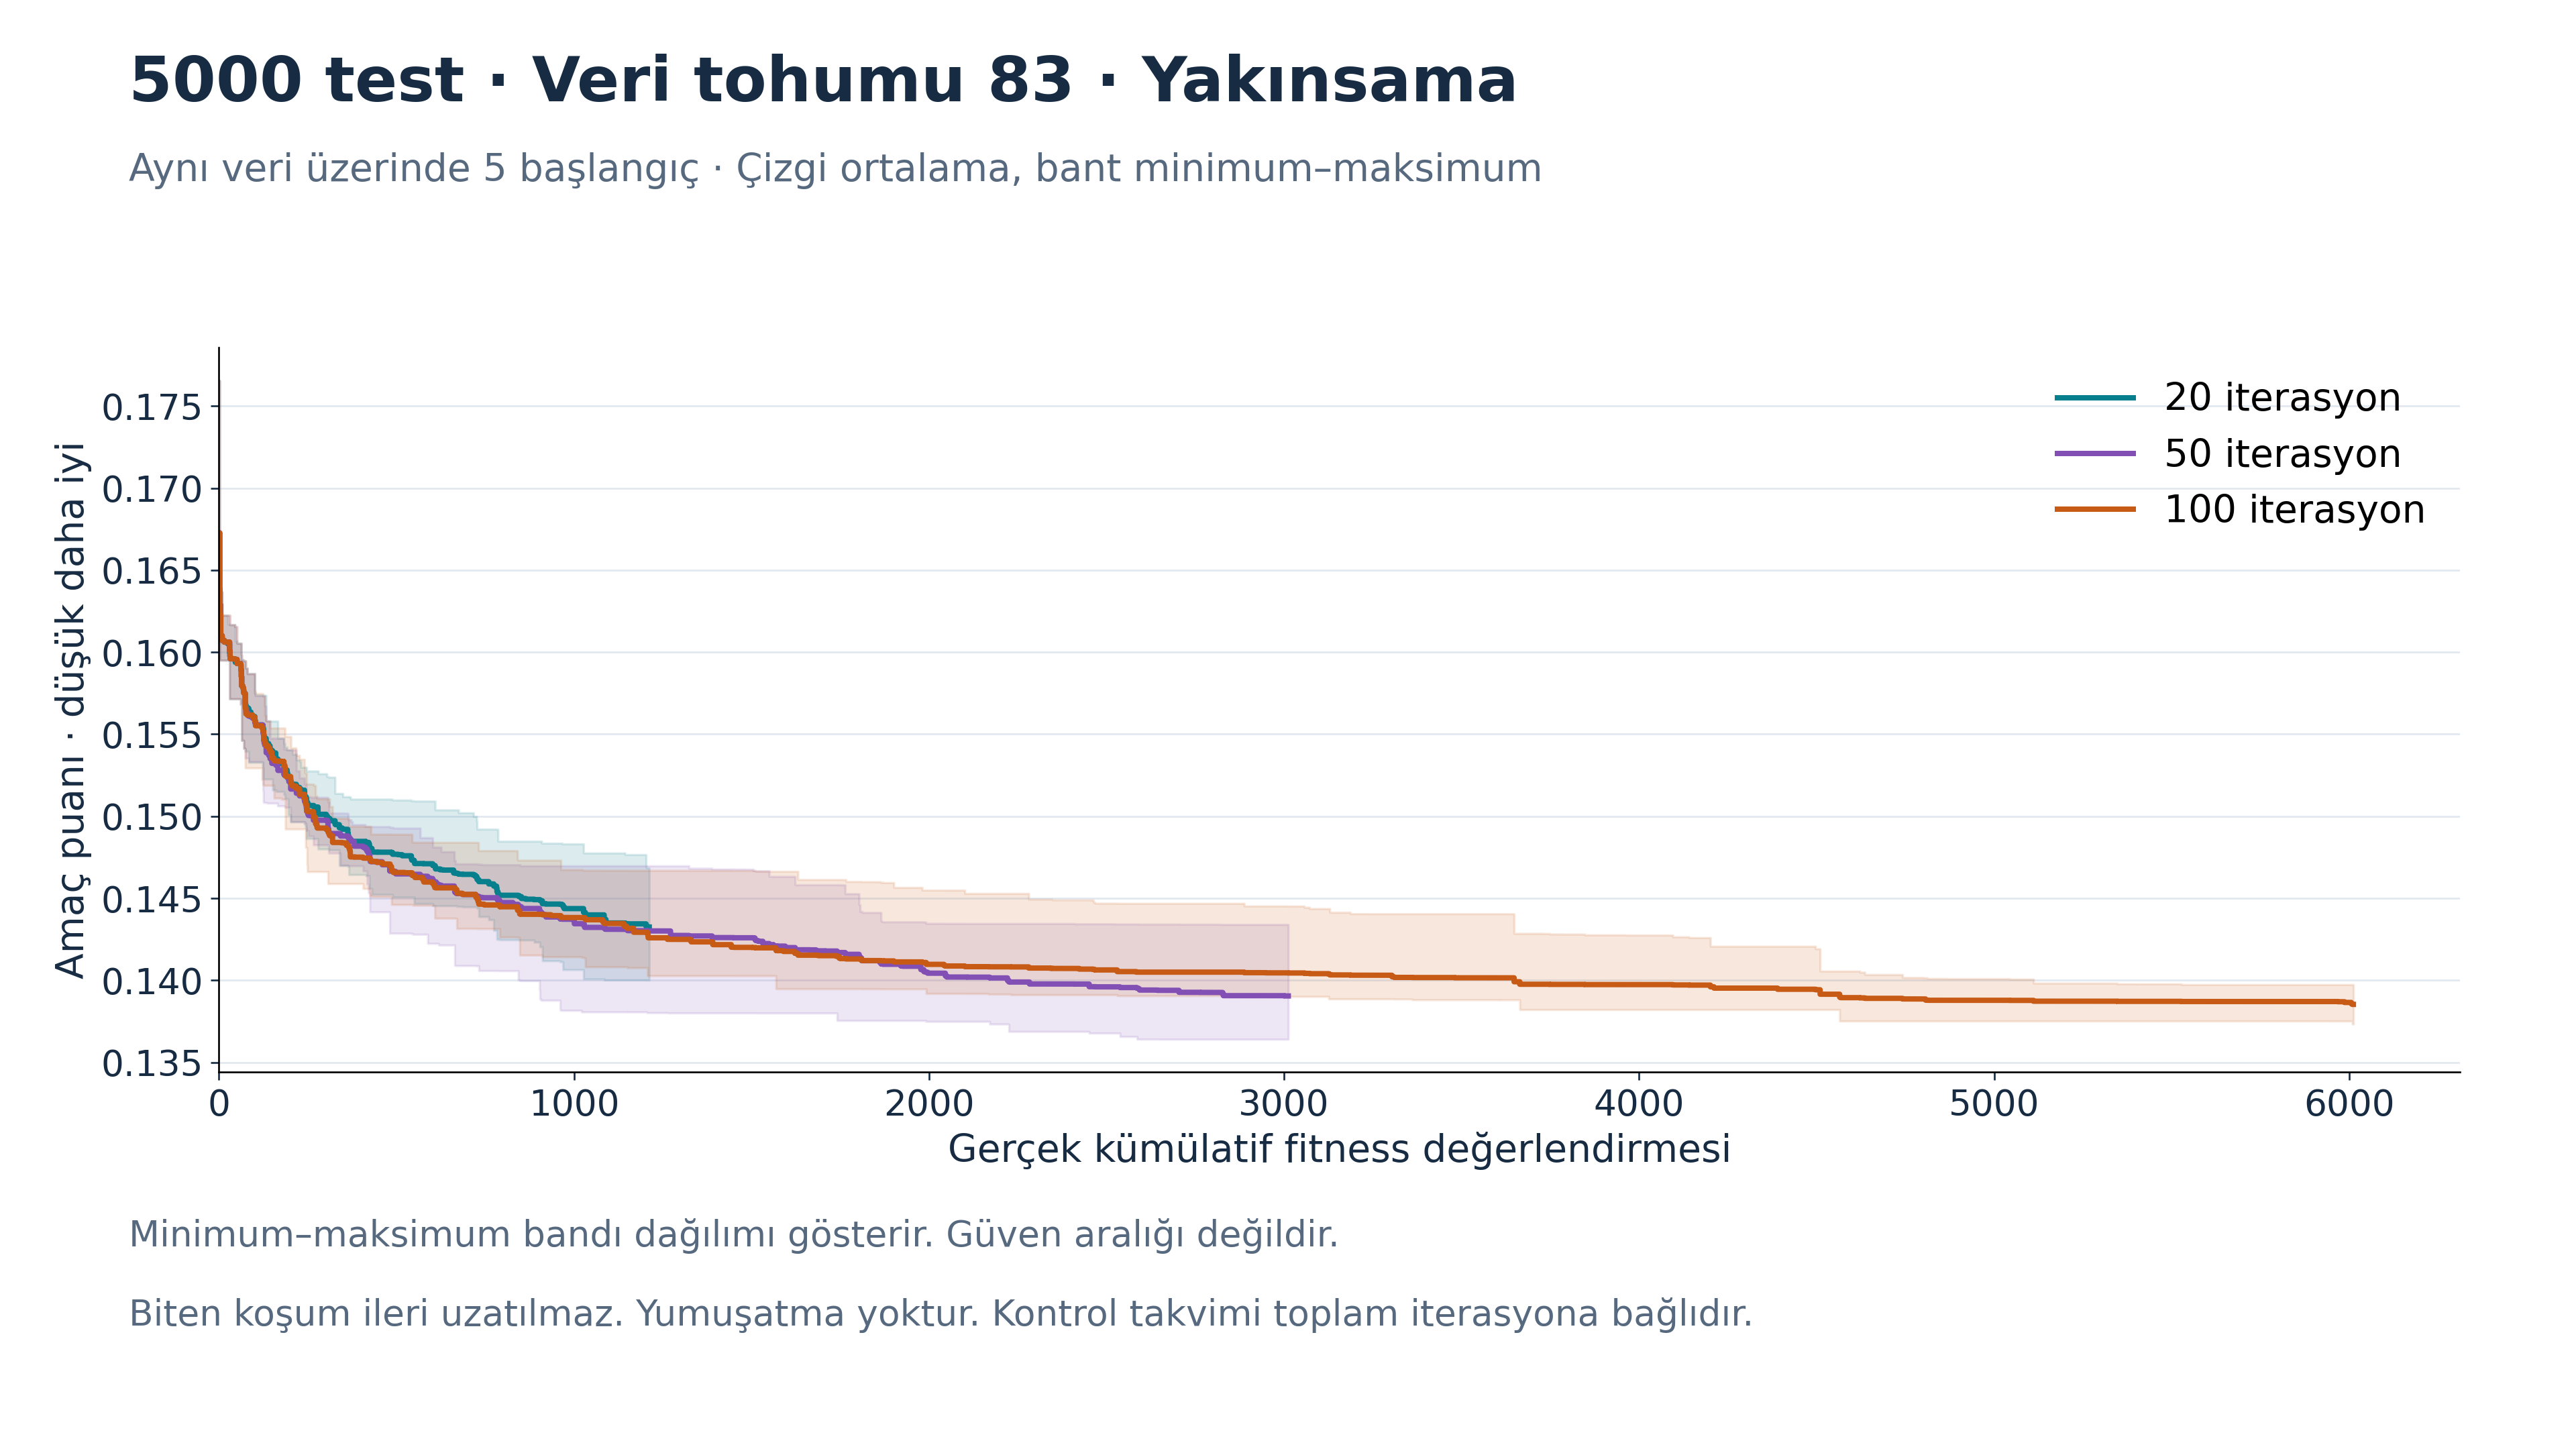 5000 test · Veri tohumu 83 · Yakınsama
Aynı veri üzerinde 5 başlangıç · Çizgi ortalama, bant minimum–maksimum
20 iterasyon
50 iterasyon
100 iterasyon
Amaç puanı · düşük daha iyi
0.175
0.170
0.165
0.160
0.155
0.150
0.145
0.140
0.135
0 1000 2000 3000 4000 5000 6000
Gerçek kümülatif fitness değerlendirmesi
Minimum–maksimum bandı dağılımı gösterir. Güven aralığı değildir.
Biten koşum ileri uzatılmaz. Yumuşatma yoktur. Kontrol takvimi toplam iterasyona bağlıdır.